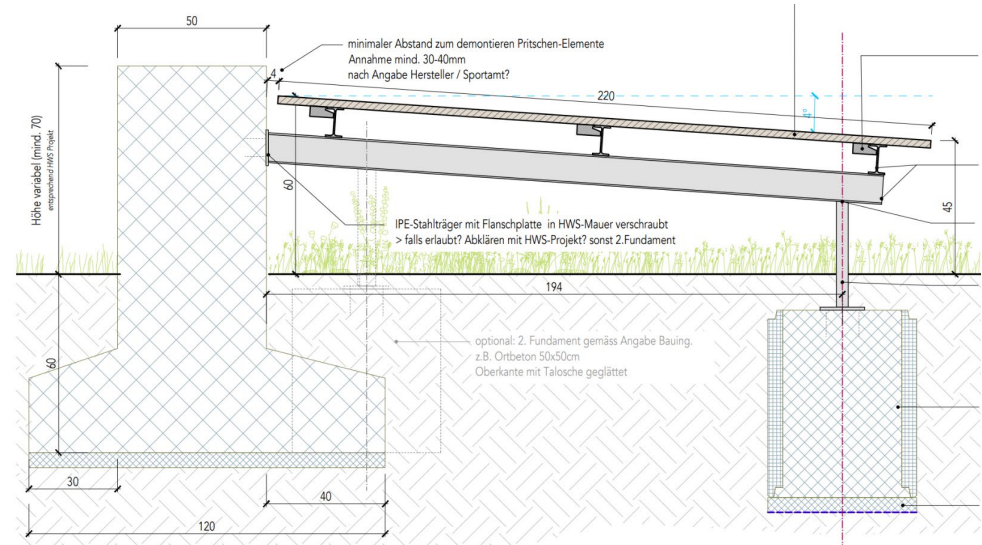 50
minimaler Abstand zum demontieren Pritschen-Elemente
Annahme mind. 30-40mm
nach Angabe Hersteller / Sportamt?
4
220
4°
Höhe variabel (mind. 70)
entsprechend HWS Projekt
60
45
IPE-Stahlträger mit Flanschplatte in HWS-Mauer verschraubt
> falls erlaubt? Abklären mit HWS-Projekt? sonst 2.Fundament
194
optional: 2. Fundament gemäss Angabe Bauing.
z.B. Ortbeton 50x50cm
Oberkante mit Talosche geglättet
60
30
40
120